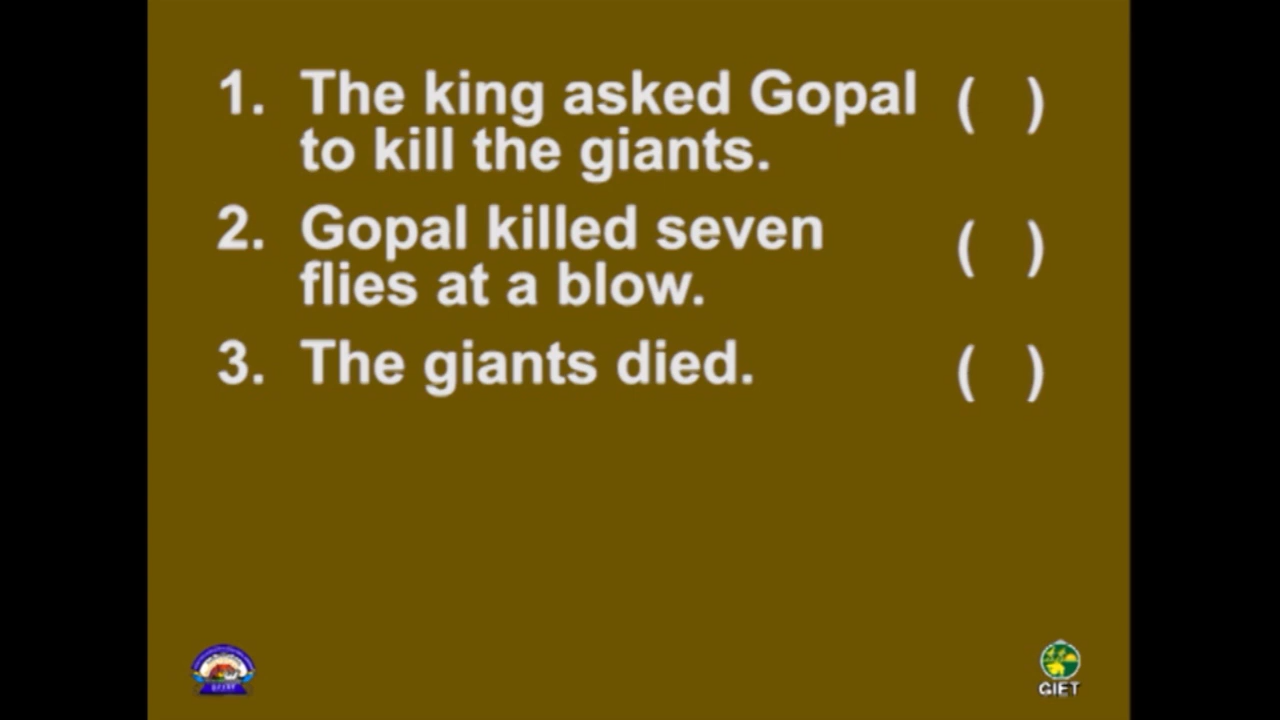 1. The king asked Gopal ( )
to kill the giants.
2. Gopal killed seven ( )
flies at a blow.
3. The giants died. ( )
GIET